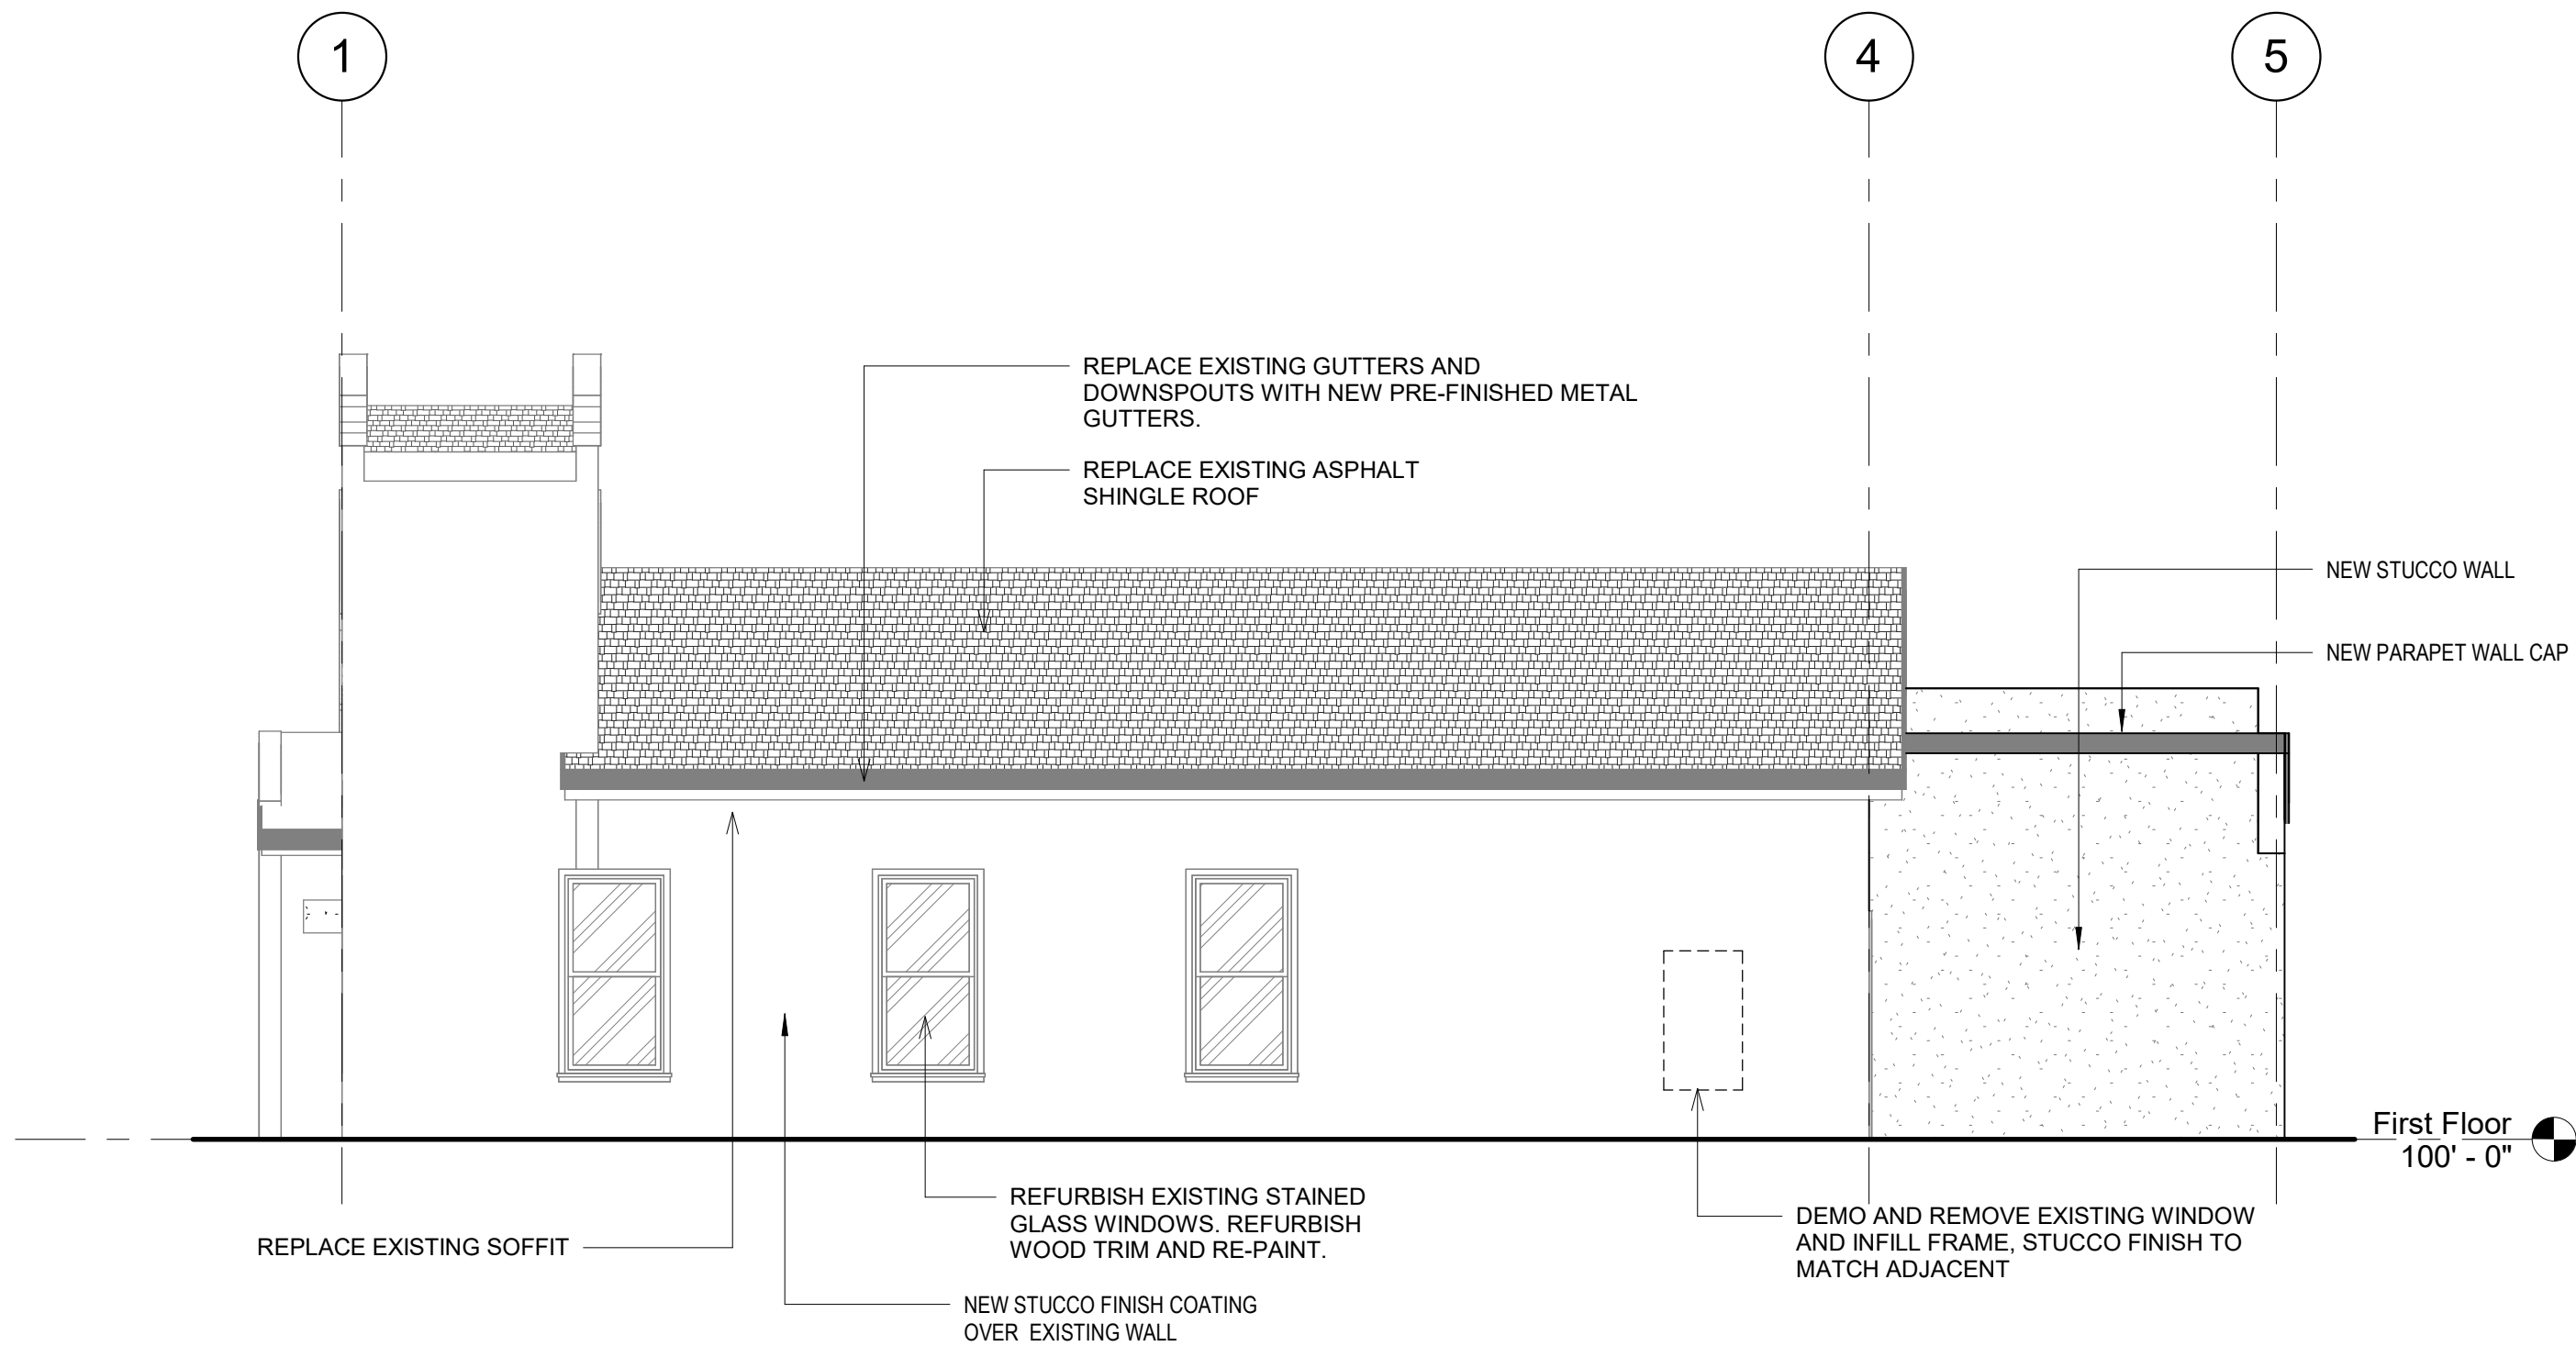 1
4
5
REPLACE EXISTING GUTTERS AND
DOWNSPOUTS WITH NEW PRE-FINISHED METAL
GUTTERS.
REPLACE EXISTING ASPHALT
SHINGLE ROOF
NEW STUCCO WALL
NEW PARAPET WALL CAP
First Floor
100' - 0"
REPLACE EXISTING SOFFIT
REFURBISH EXISTING STAINED
GLASS WINDOWS. REFURBISH
WOOD TRIM AND RE-PAINT.
NEW STUCCO FINISH COATING
OVER EXISTING WALL
DEMO AND REMOVE EXISTING WINDOW
AND INFILL FRAME, STUCCO FINISH TO
MATCH ADJACENT